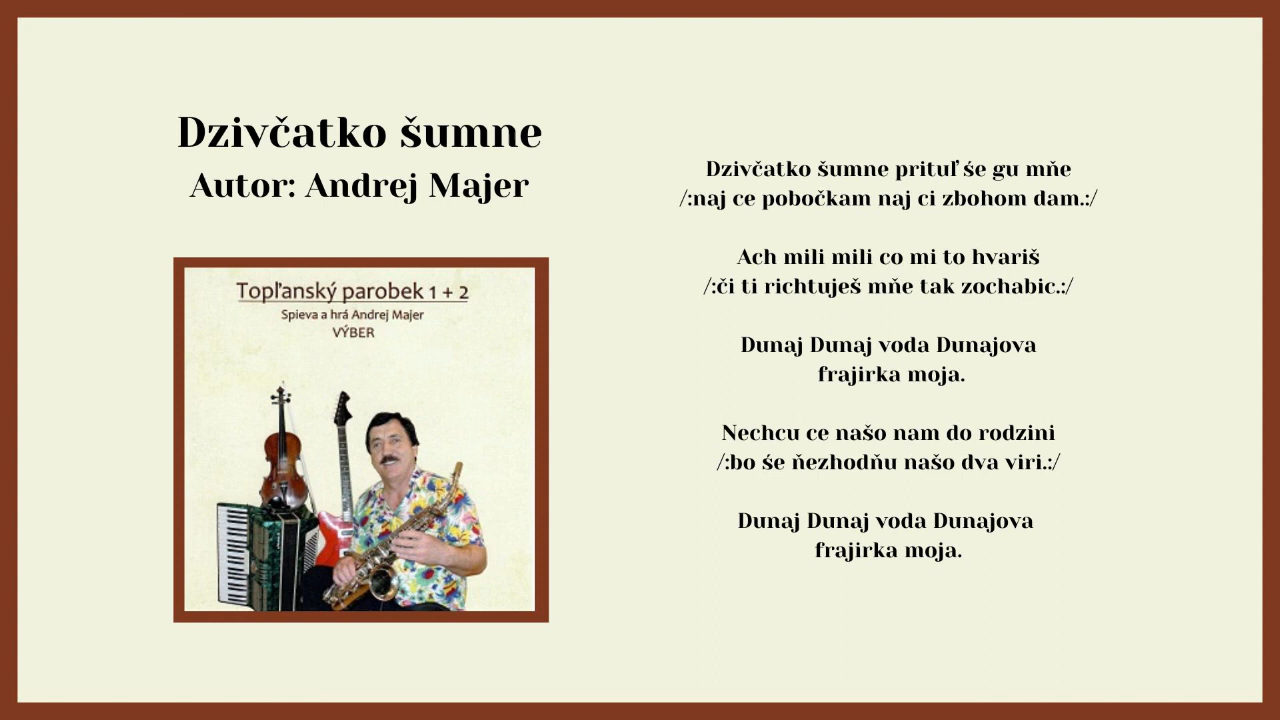 Dzivčatko šumne
Autor: Andrej Majer
Topľanský parobek 1 + 2
Spieva a hrá Andrej Majer
VÝBER
Dzivčatko šumne prituľ śe gu mňe
/:naj ce pobočkam naj ci zbohom dam.:/
Ach mili mili co mi to hvariš
/:či ti richtuješ mňe tak zochabic.:/
Dunaj Dunaj voda Dunajova
frajirka moja.
Nechcu ce našo nam do rodzini
/:bo śe ňezhodňu našo dva viri.:/
Dunaj Dunaj voda Dunajova
frajirka moja.